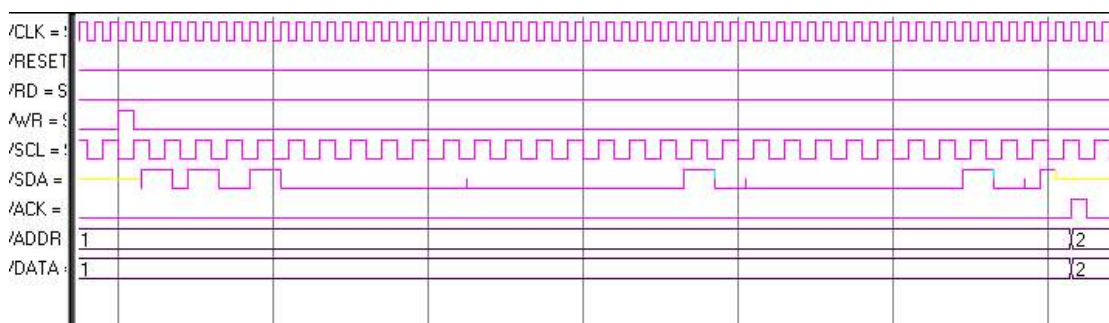 /CLK = S
/RESET
/RD = S
/WR = S
/SCL =
/SDA =
/ACK =
/ADDR 1 2
/DATA = 1 2